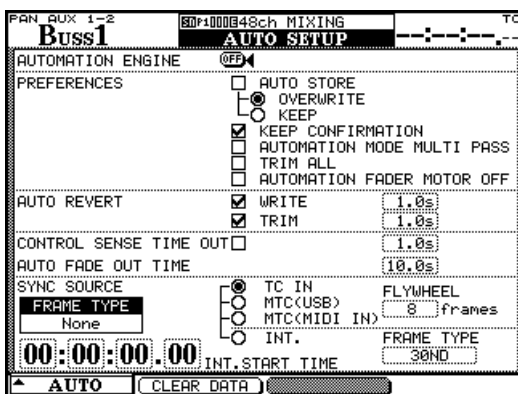 PAN AUX 1-2 48ch MIXING TC
Buss1 AUTO SETUP --:--:--.--
AUTOMATION ENGINE OFF
PREFERENCES AUTO STORE
OVERWRITE
KEEP
KEEP CONFIRMATION
AUTOMATION MODE MULTI PASS
TRIM ALL
AUTOMATION FADER MOTOR OFF
AUTO REVERT WRITE 1.0s
TRIM 1.0s
CONTROL SENSE TIME OUT 1.0s
AUTO FADE OUT TIME 10.0s
SYNC SOURCE TC IN FLYWHEEL
FRAME TYPE MTC(USB) 8 frames
None MTC(MIDI IN)
INT. FRAME TYPE
00:00:00.00 INT.START TIME 30ND
AUTO CLEAR DATA